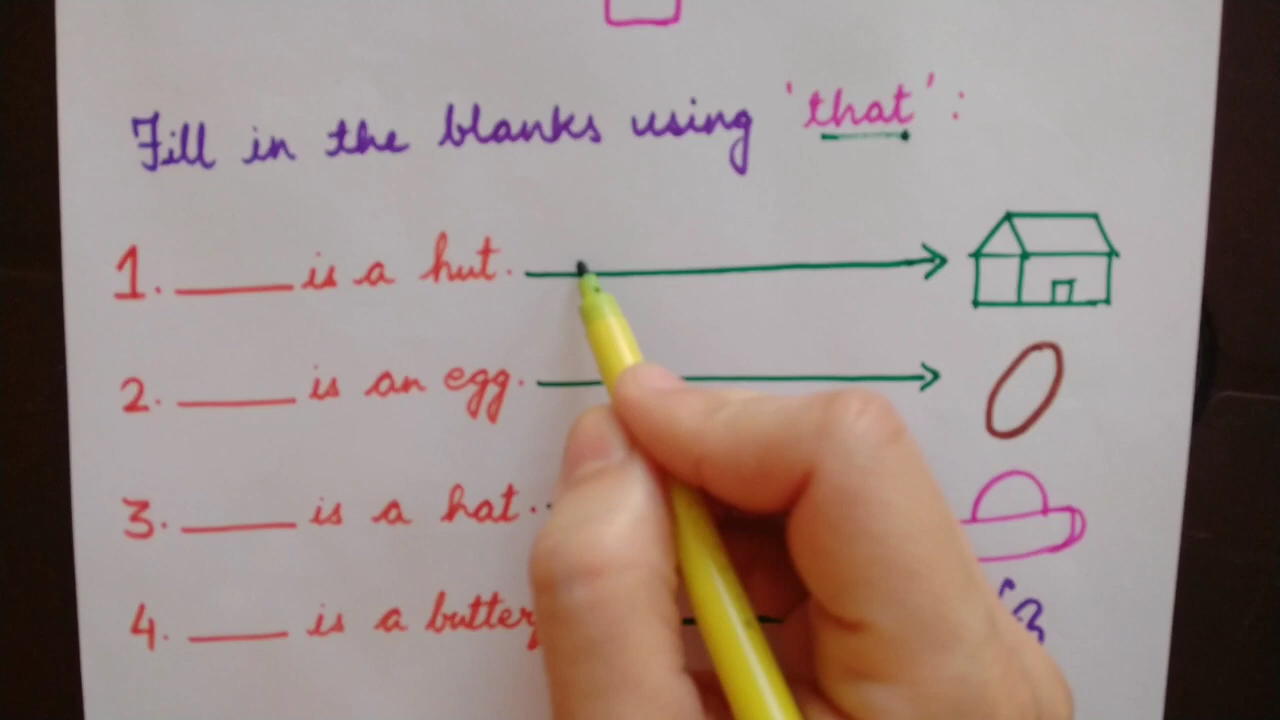 Fill in the blanks using 'that':
1. ____ is a hut.
2. ____ is an egg.
3. ____ is a hat.
4. ____ is a